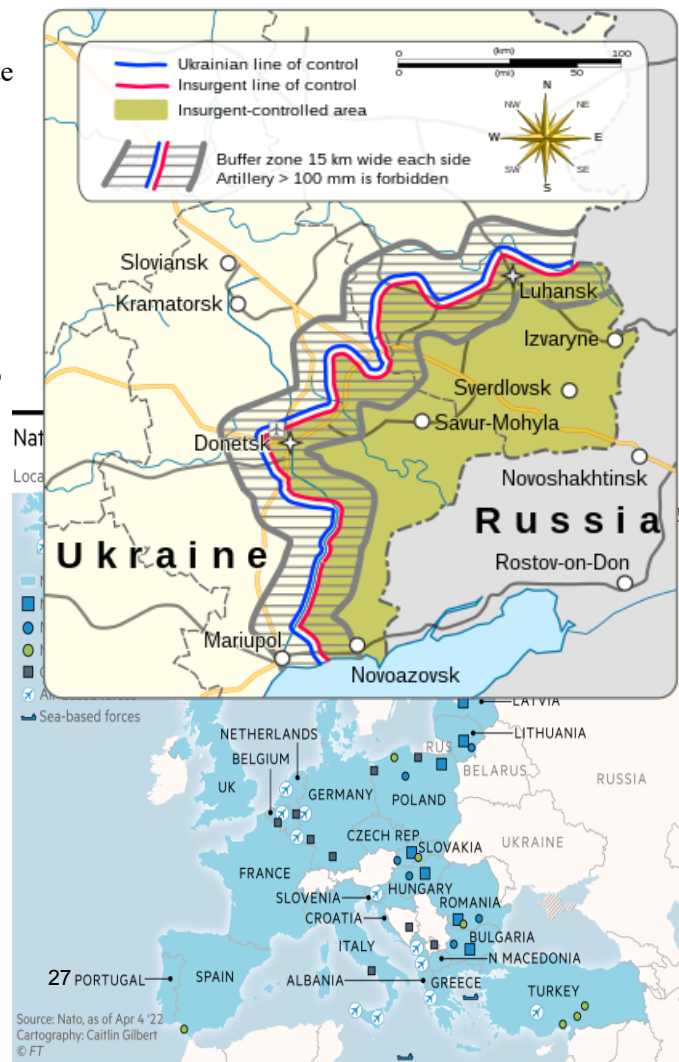 te
(km)
0 100
0 50
(mi)
Ukrainian line of control
Insurgent line of control
Insurgent-controlled area
Buffer zone 15 km wide each side
Artillery > 100 mm is forbidden
N
NW NE
W E
SW SE
S
Sloviansk
Kramatorsk
Luhansk
Izvaryne
Sverdlovsk
Savur-Mohyla
Donetsk
Novoshakhtinsk
Russia
Ukraine
Rostov-on-Don
Mariupol
Novoazovsk
Nat
Loca
Sea-based forces
LATVIA
LITHUANIA
NETHERLANDS
RUS
BELGIUM
BELARUS
RUSSIA
UK
GERMANY
POLAND
UKRAINE
CZECH REP
SLOVAKIA
FRANCE
HUNGARY
SLOVENIA
ROMANIA
CROATIA
BULGARIA
ITALY
N MACEDONIA
27
PORTUGAL
SPAIN
ALBANIA
GREECE
TURKEY
Source: Nato, as of Apr 4 '22
Cartography: Caitlin Gilbert
© FT